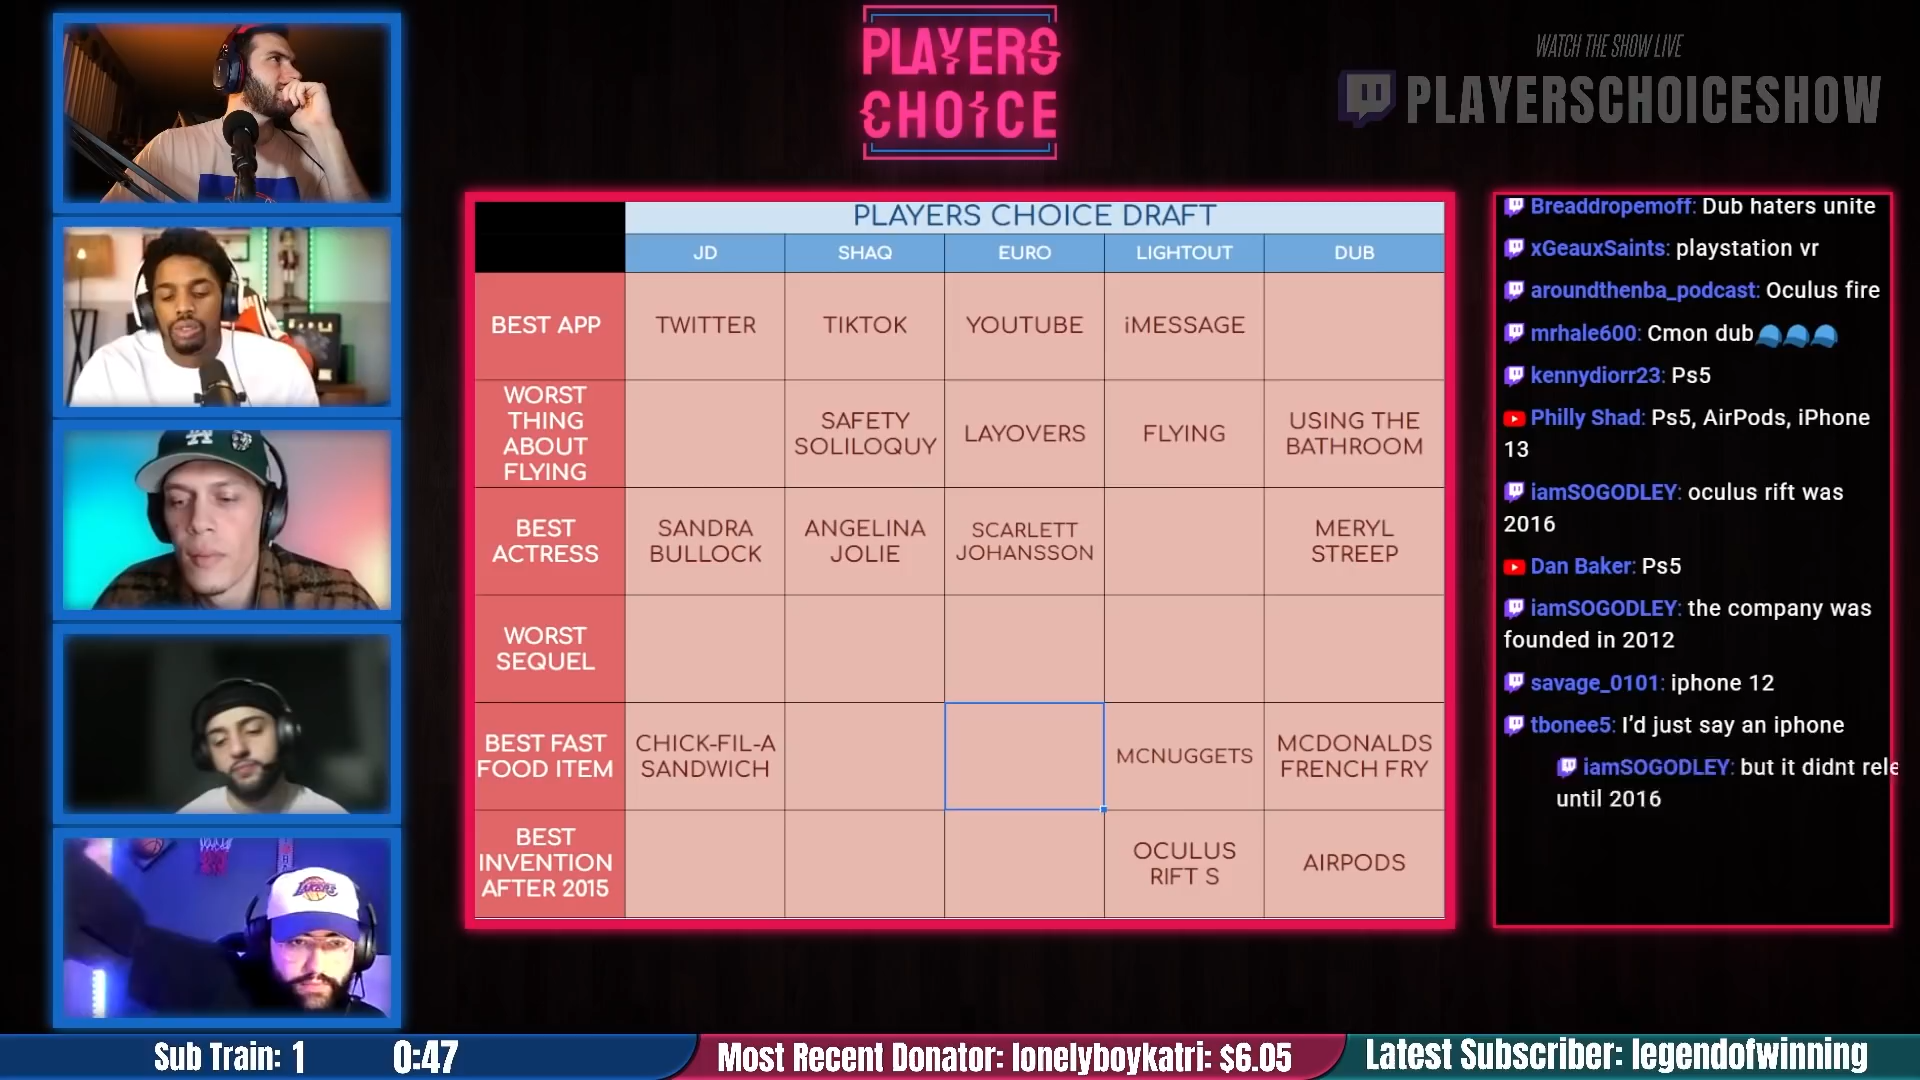 PLAYERS
CHOICE
WATCH THE SHOW LIVE
PLAYERSCHOICESHOW
PLAYERS CHOICE DRAFT
JD SHAQ EURO LIGHTOUT DUB
BEST APP TWITTER TIKTOK YOUTUBE iMESSAGE
WORST
THING
ABOUT
FLYING
SAFETY
SOLILOQUY
LAYOVERS
FLYING
USING THE
BATHROOM
BEST
ACTRESS
SANDRA
BULLOCK
ANGELINA
JOLIE
SCARLETT
JOHANSSON
MERYL
STREEP
WORST
SEQUEL
BEST FAST
FOOD ITEM
CHICK-FIL-A
SANDWICH
MCNUGGETS
MCDONALDS
FRENCH FRY
BEST
INVENTION
AFTER 2015
OCULUS
RIFT S
AIRPODS
Breaddropemoff: Dub haters unite
xGeauxSaints: playstation vr
aroundthenba_podcast: Oculus fire
mrhale600: Cmon dub
kennydiorr23: Ps5
Philly Shad: Ps5, AirPods, iPhone
13
iamSOGODLEY: oculus rift was
2016
Dan Baker: Ps5
iamSOGODLEY: the company was
founded in 2012
savage_0101: iphone 12
tbonee5: I'd just say an iphone
iamSOGODLEY: but it didnt rele
until 2016
LAKERS
Sub Train: 1 0:47
Most Recent Donator: lonelyboykatri: $6.05
Latest Subscriber: legendofwinning